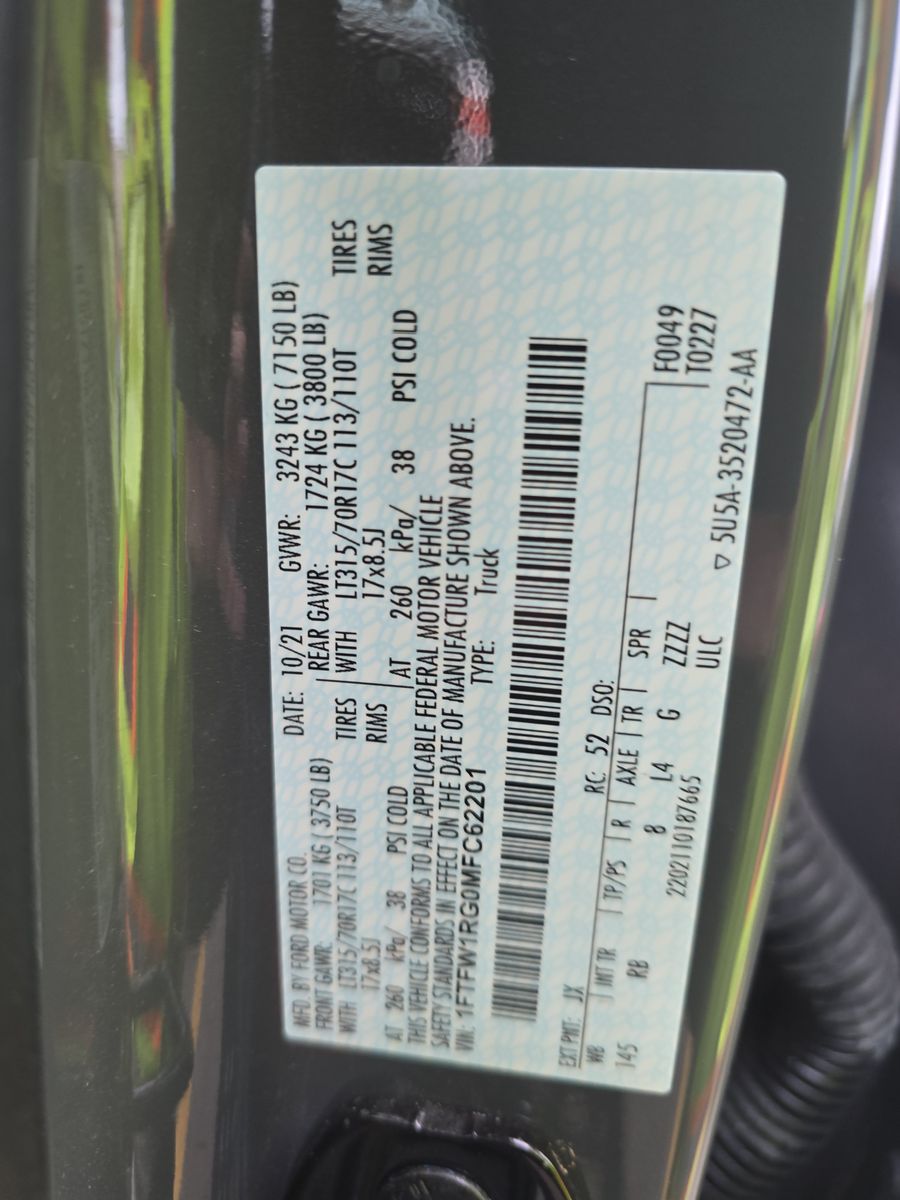 MFD. BY FORD MOTOR CO. DATE: 10/21 GVWR: 3243 KG ( 7150 LB)
FRONT GAWR: 1701 KG ( 3750 LB) REAR GAWR: 1724 KG ( 3800 LB)
WITH LT315/70R17C 113/110T TIRES WITH LT315/70R17C 113/110T TIRES
17x8.5J RIMS 17x8.5J RIMS
AT 260 kPa/ 38 PSI COLD AT 260 kPa/ 38 PSI COLD
THIS VEHICLE CONFORMS TO ALL APPLICABLE FEDERAL MOTOR VEHICLE
SAFETY STANDARDS IN EFFECT ON THE DATE OF MANUFACTURE SHOWN ABOVE.
VIN: 1FTFW1RG0MFC62201 TYPE: Truck
EXT PNT: JX RC: 52 DSO:
WB INT TR TP/PS R AXLE TR SPR F0049
145 RB 8 L4 G ZZZZ T0227
ULC
2202110187665 ▽ 5U5A-3520472-AA